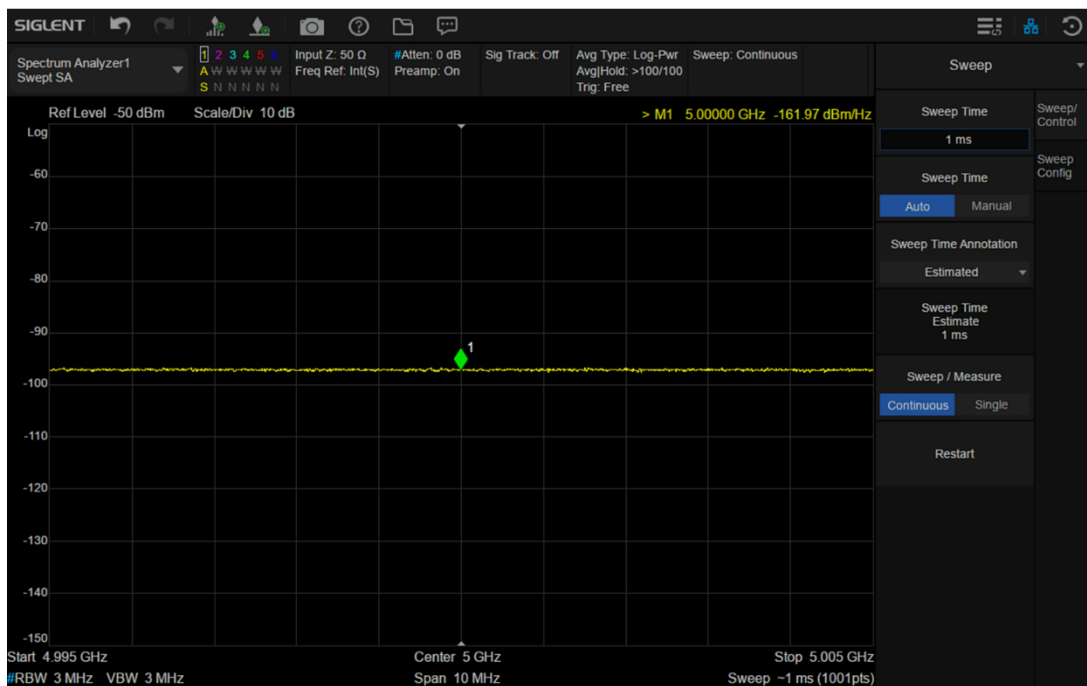 SIGLENT
Spectrum Analyzer1
Swept SA
1 2 3 4 5 6
A W W W W W
S N N N N N
Input Z: 50 Ω
Freq Ref: Int(S)
#Atten: 0 dB
Preamp: On
Sig Track: Off
Avg Type: Log-Pwr
Avg|Hold: >100/100
Trig: Free
Sweep: Continuous
Ref Level -50 dBm
Scale/Div 10 dB
> M1 5.00000 GHz -161.97 dBm/Hz
Log
-60
-70
-80
-90
-100
-110
-120
-130
-140
-150
1
Start 4.995 GHz
Center 5 GHz
Stop 5.005 GHz
#RBW 3 MHz VBW 3 MHz
Span 10 MHz
Sweep ~1 ms (1001pts)
Sweep
Sweep Time
1 ms
Sweep Time
Auto Manual
Sweep Time Annotation
Estimated
Sweep Time
Estimate
1 ms
Sweep / Measure
Continuous Single
Restart
Sweep/
Control
Sweep
Config